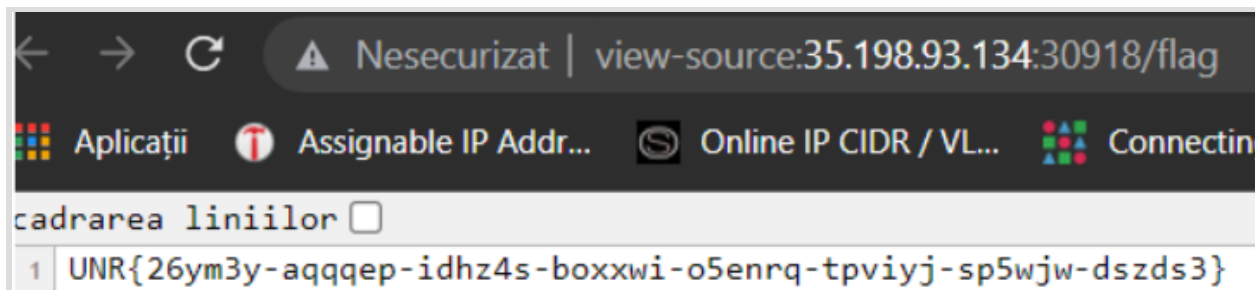 Nesecurizat | view-source:35.198.93.134:30918/flag
Aplicații Assignable IP Addr... Online IP CIDR / VL... Connectin
cadrarea liniilor
1 UNR{26ym3y-aqqqep-idhz4s-boxxwi-o5enrq-tpviyj-sp5wjw-dszds3}